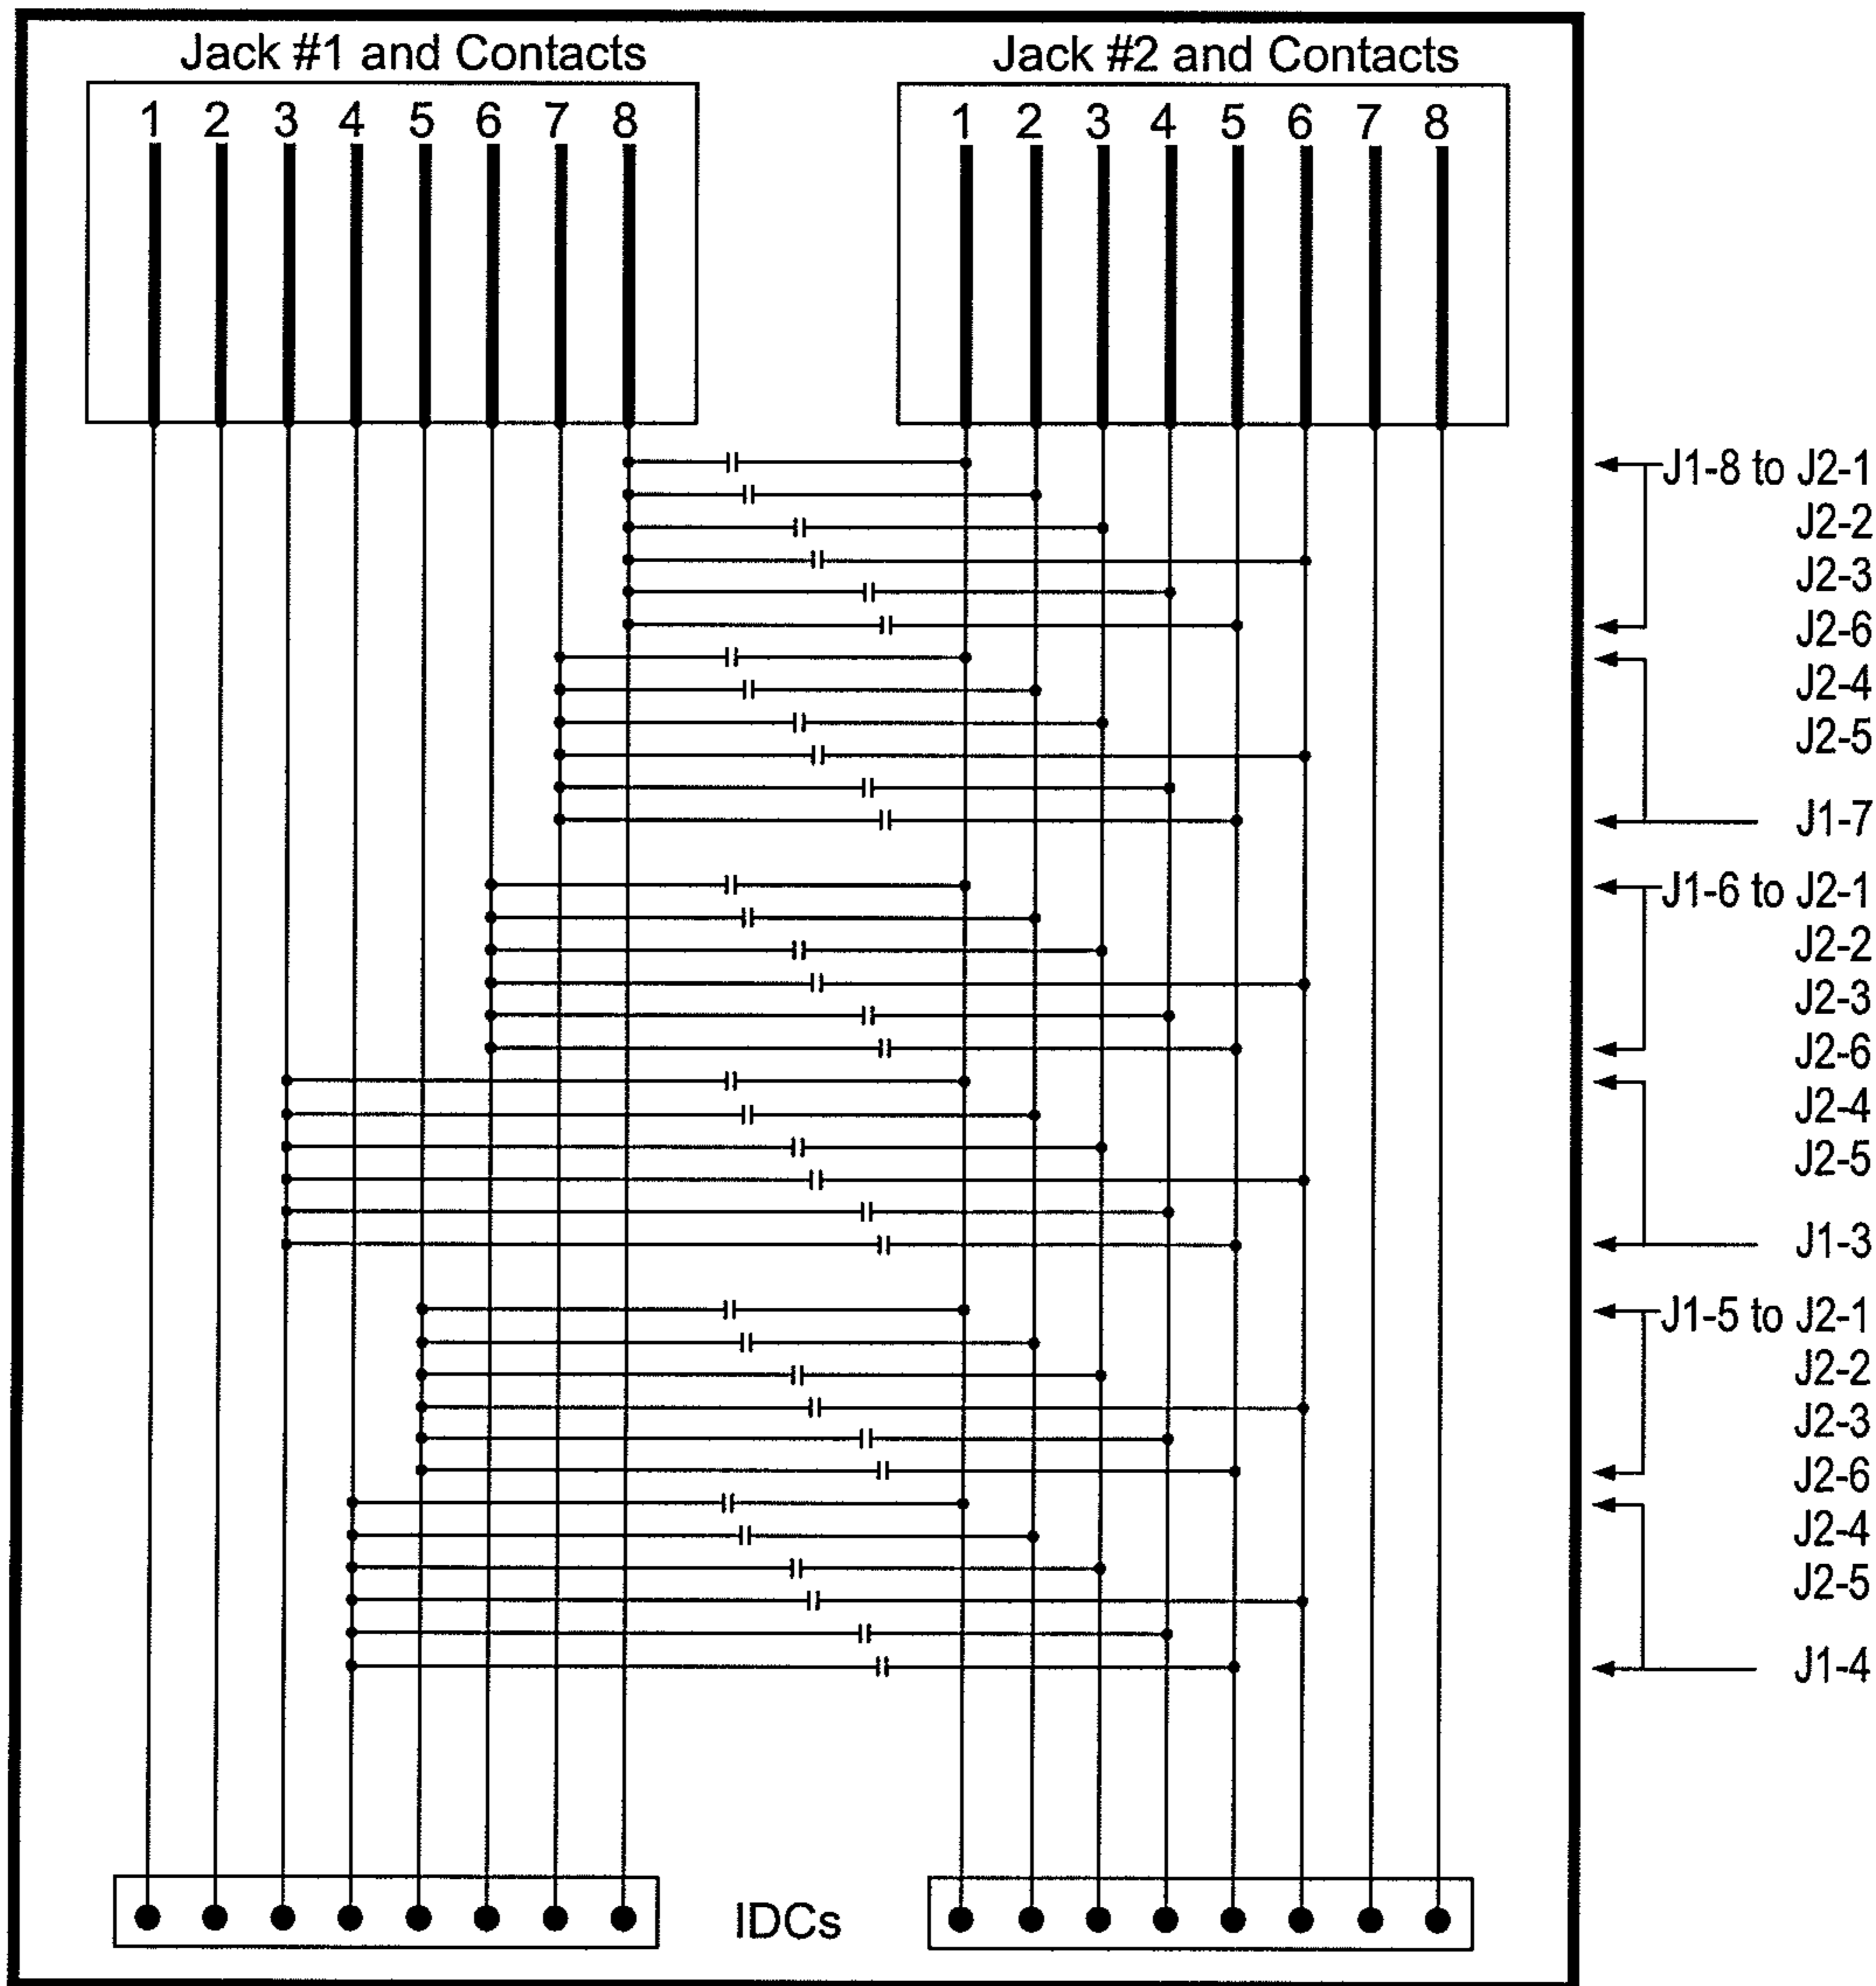 Jack #1 and Contacts
1 2 3 4 5 6 7 8
Jack #2 and Contacts
1 2 3 4 5 6 7 8
J1-8 to J2-1
J2-2
J2-3
J2-6
J2-4
J2-5
J1-7
J1-6 to J2-1
J2-2
J2-3
J2-6
J2-4
J2-5
J1-3
J1-5 to J2-1
J2-2
J2-3
J2-6
J2-4
J2-5
J1-4
IDCs